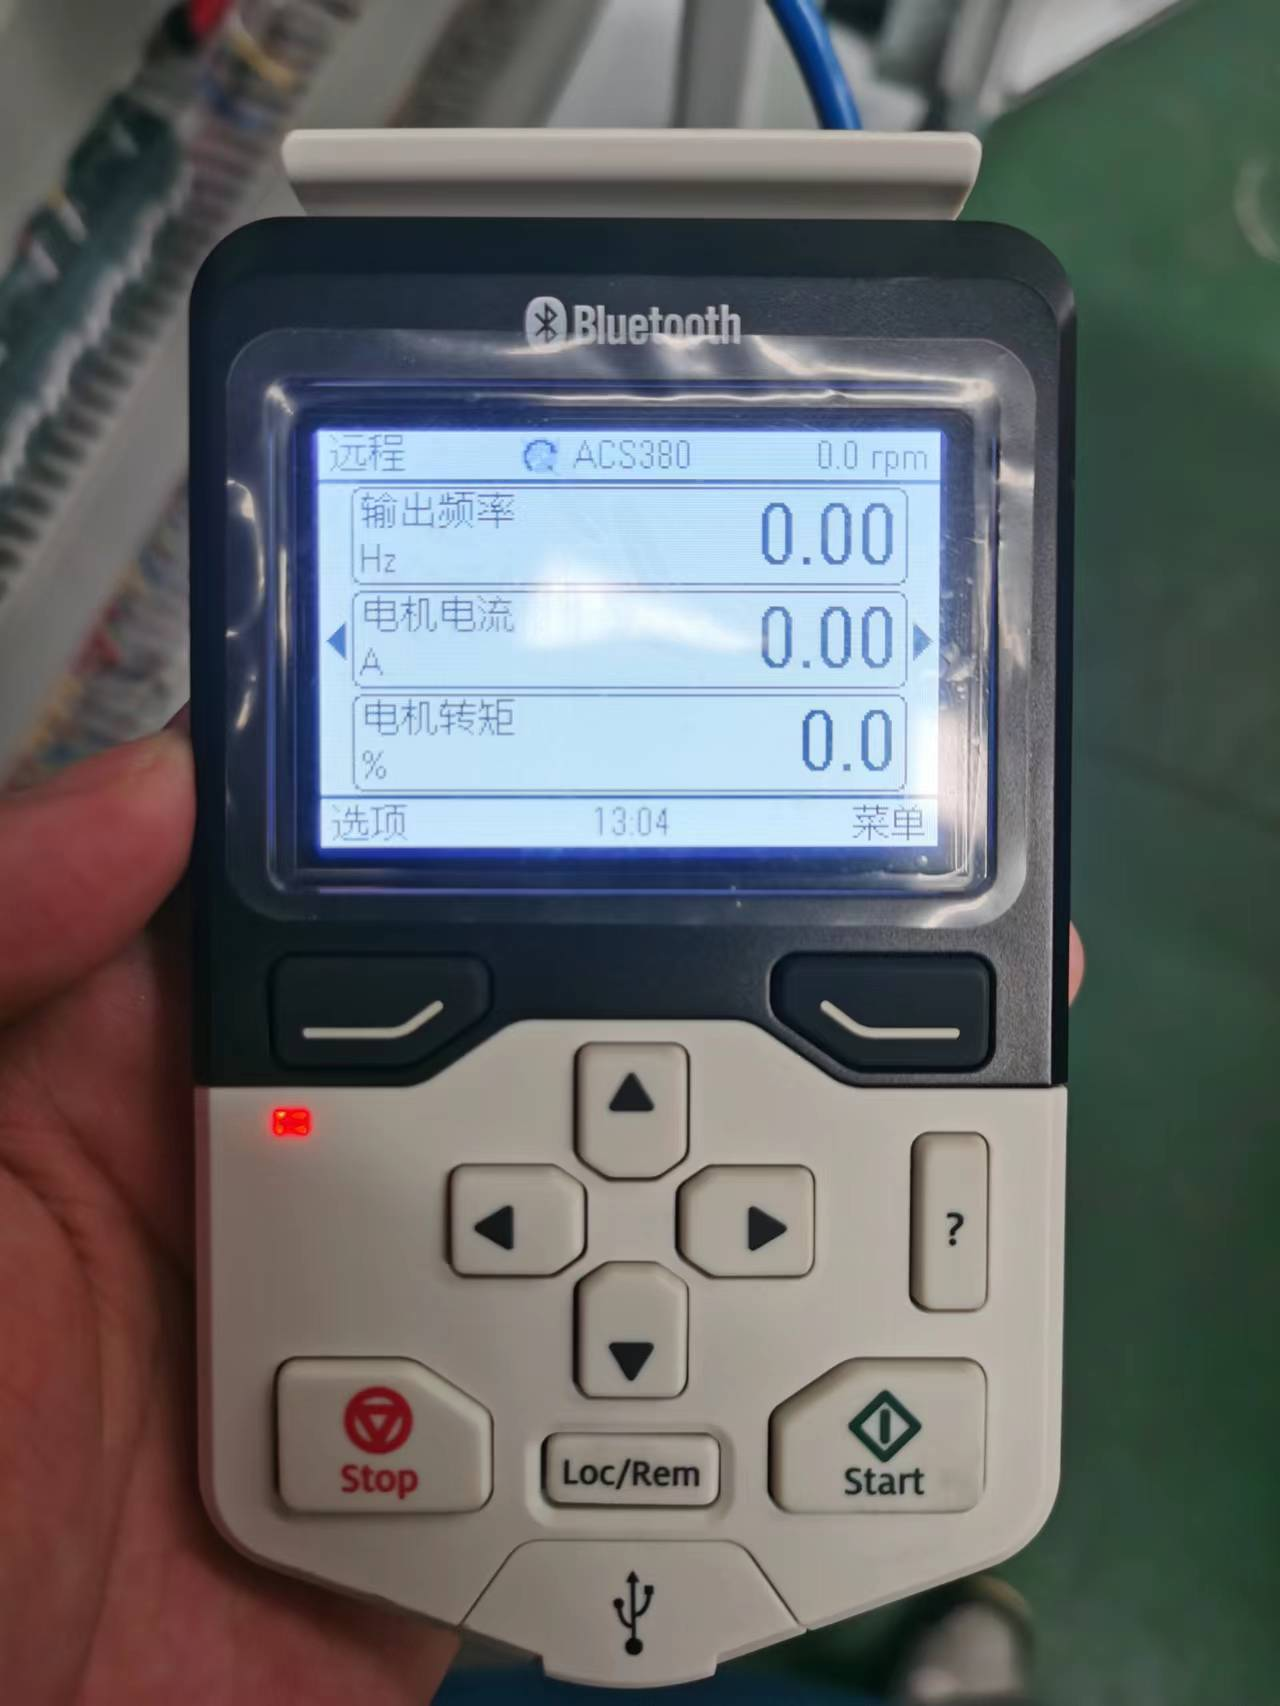 Bluetooth
远程 ACS380 0.0 rpm
输出频率
Hz 0.00
电机电流
A 0.00
电机转矩
% 0.0
选项 13:04 菜单
?
Stop Loc/Rem Start